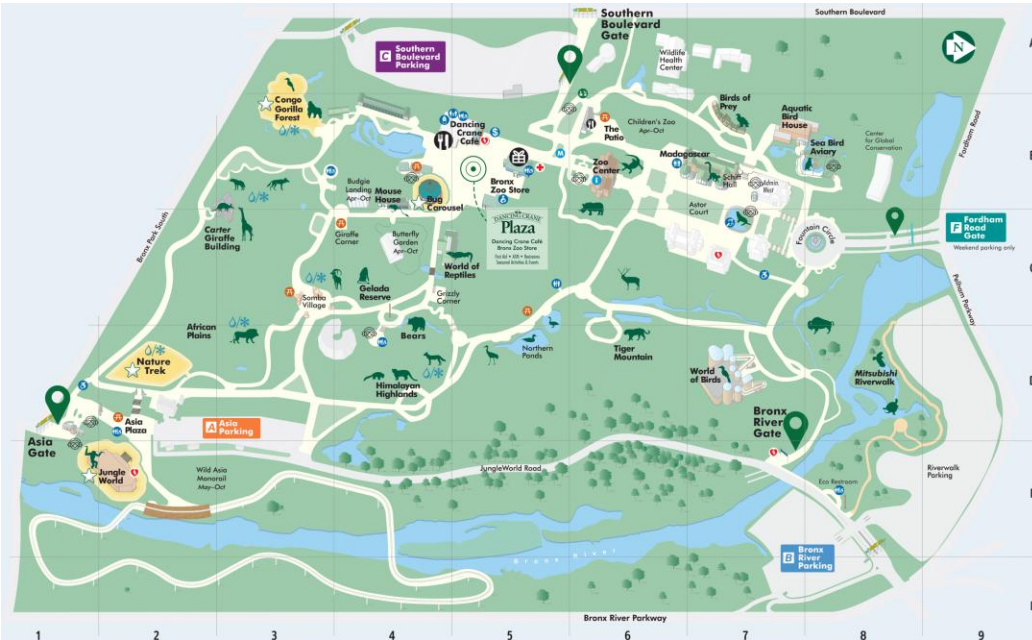 Southern
Boulevard
Gate
Southern Boulevard
C
Southern
Boulevard
Parking
Wildlife
Health
Center
N
Congo
Gorilla
Forest
Dancing
Crane
Café
The
Patio
Children's Zoo
Apr–Oct
Birds of
Prey
Aquatic
Bird
House
Sea Bird
Aviary
Center
for Global
Conservation
Fordham Road
Budgie
Landing
Apr–Oct
Mouse
House
Bug
Carousel
Bronx
Zoo Store
Zoo
Center
Madagascar
Schiff
Hall
Astor
Court
Fountain Circle
F
Fordham
Road
Gate
Weekend parking only
Bronx Park South
Carter
Giraffe
Building
Giraffe
Corner
Butterfly
Garden
Apr–Oct
World of
Reptiles
DANCING CRANE
Plaza
Dancing Crane Café
Bronx Zoo Store
Pelham Parkway
Gelada
Reserve
Grizzly
Corner
Somba
Village
African
Plains
Bears
Northern
Ponds
Tiger
Mountain
Nature
Trek
Himalayan
Highlands
World
of Birds
Mitsubishi
Riverwalk
Asia
Gate
Asia
Plaza
A
Asia
Parking
Bronx
River
Gate
Jungle
World
Wild Asia
Monorail
May–Oct
JungleWorld Road
Eco Restroom
Riverwalk
Parking
Bronx River
B
Bronx
River
Parking
Bronx River Parkway
1 2 3 4 5 6 7 8 9